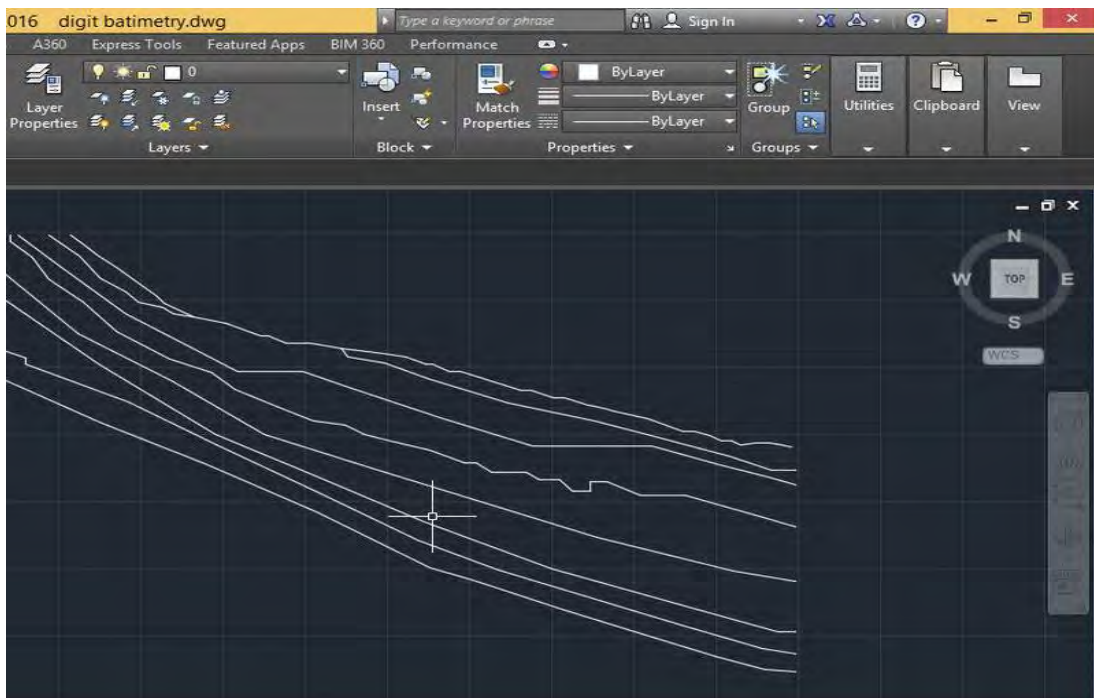 016 digit batimetry.dwg
Type a keyword or phrase
Sign In
?
A360 Express Tools Featured Apps BIM 360 Performance
0
Layer Properties
Layers
Insert
Block
Match Properties
ByLayer
ByLayer
ByLayer
Properties
Group
Groups
Utilities
Clipboard
View
N
W TOP E
S
WCS